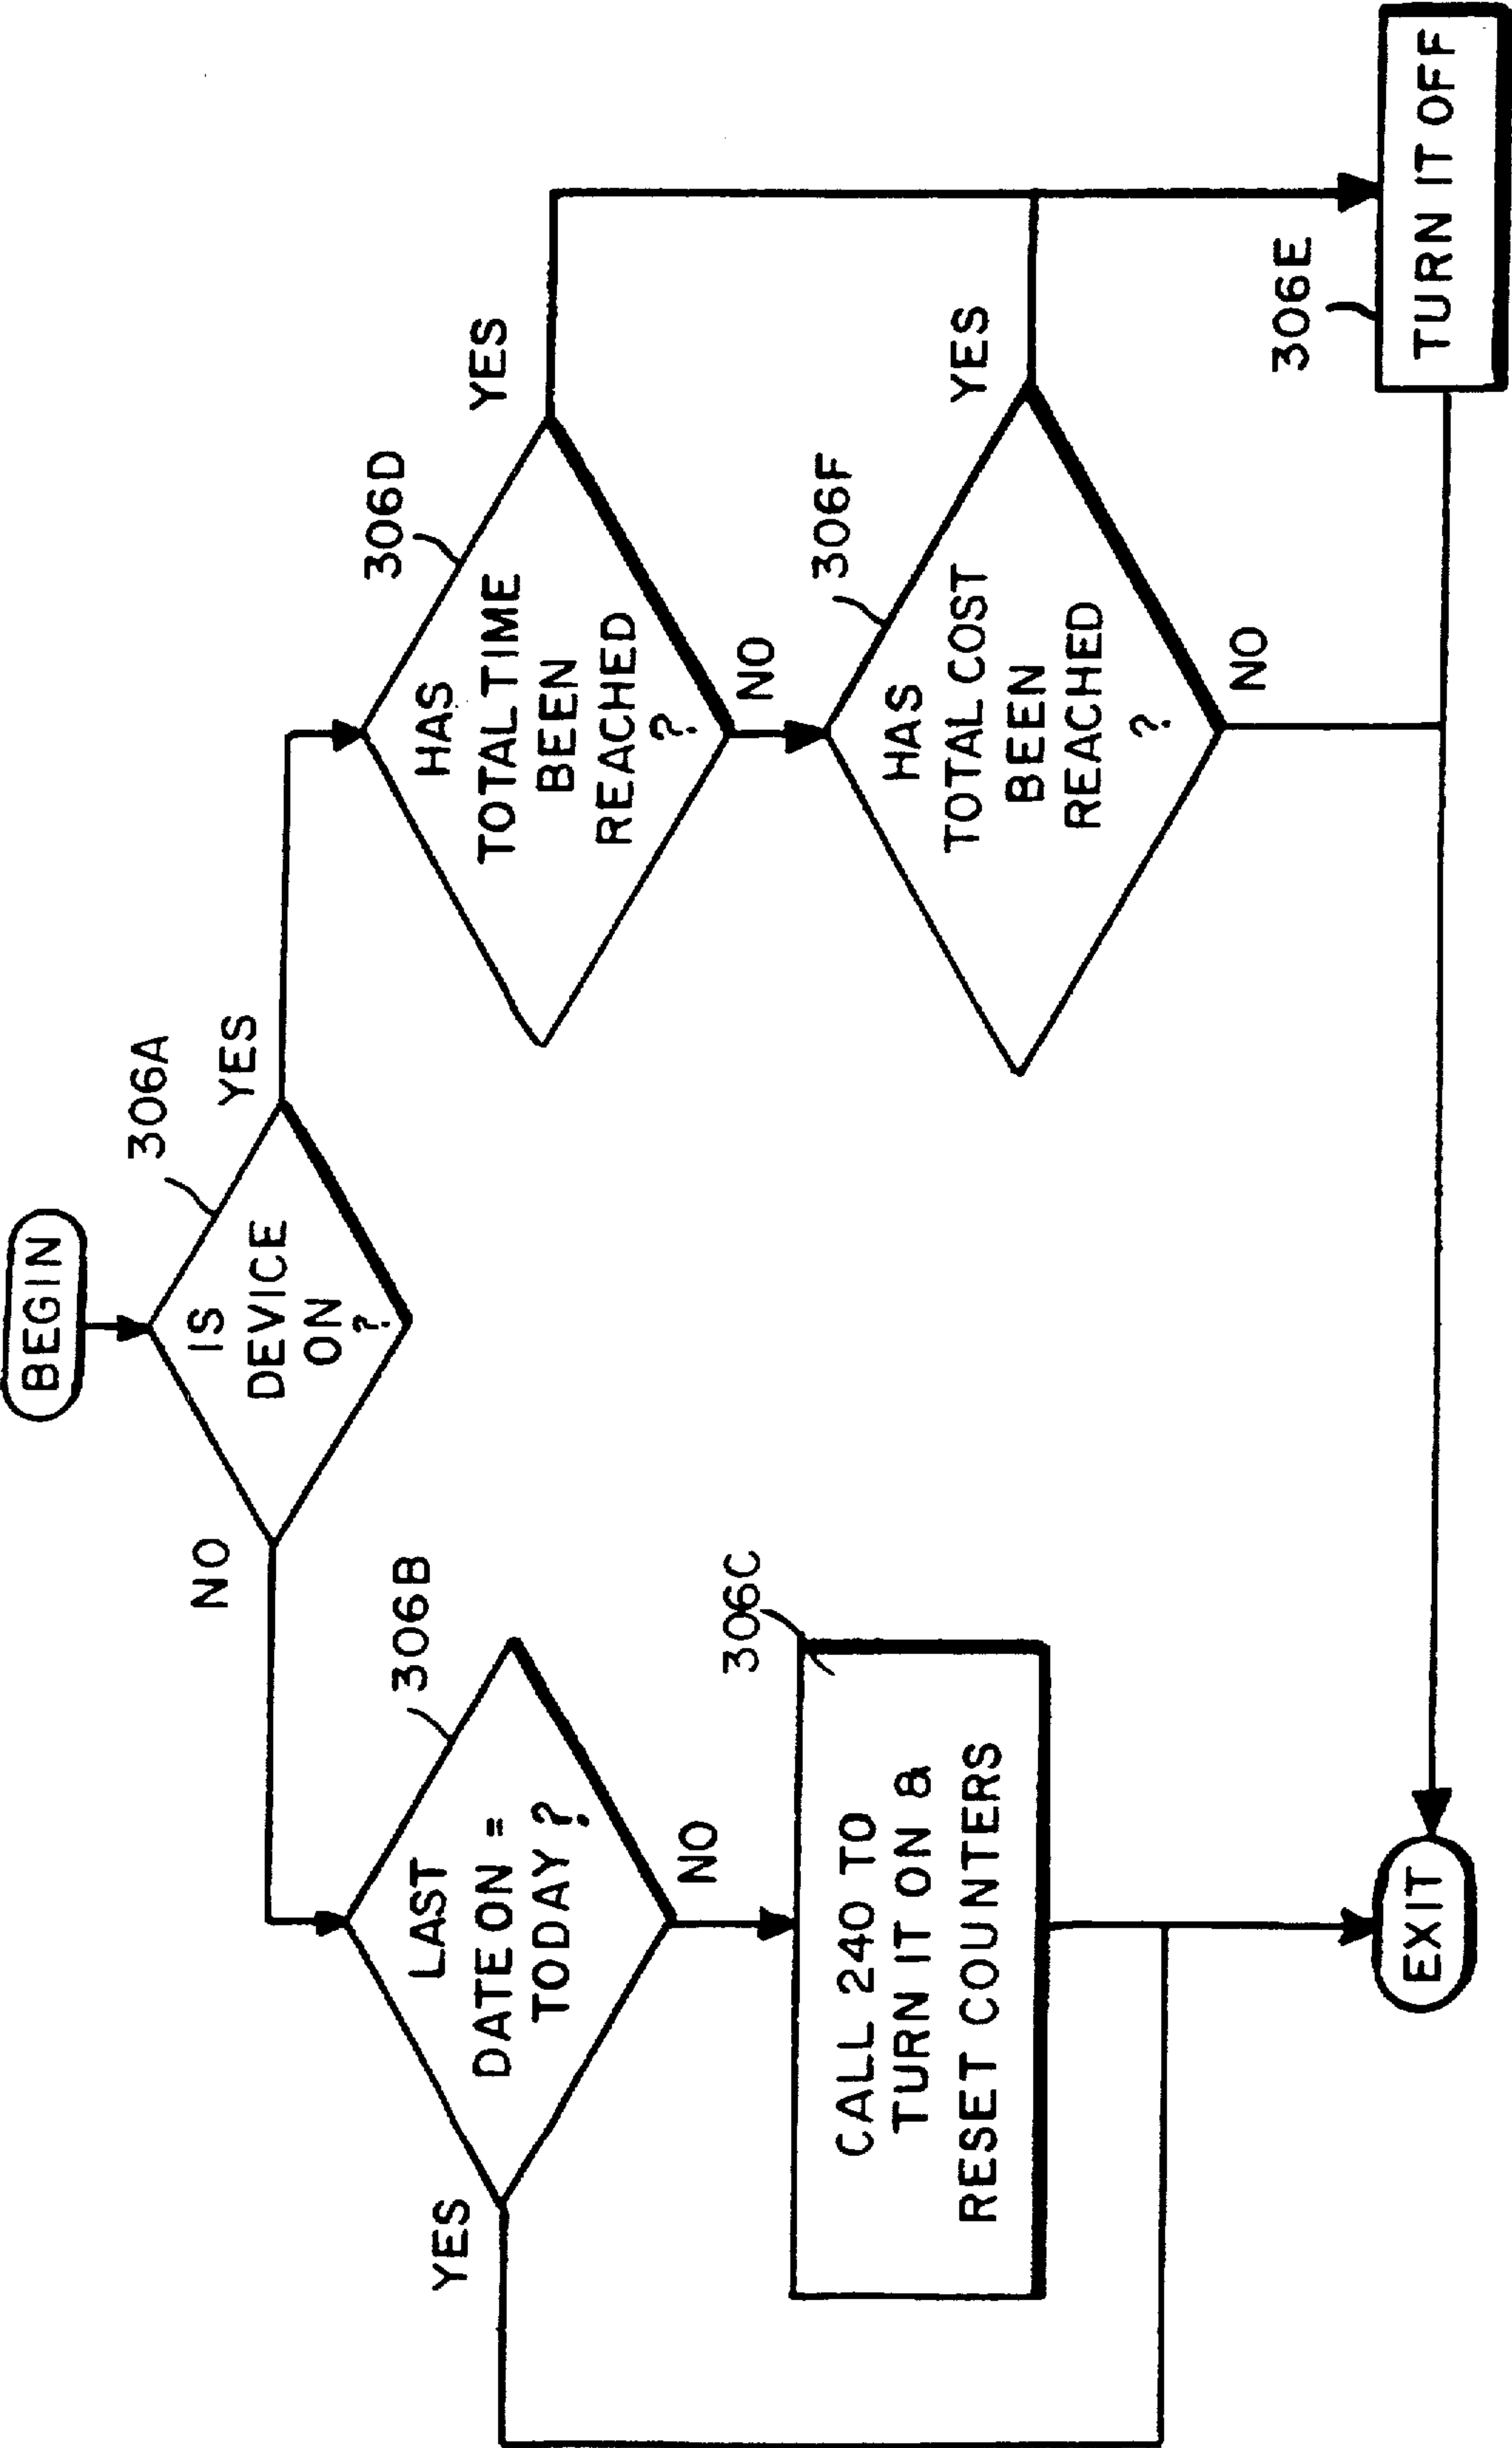 BEGIN
306A
IS
DEVICE
ON
?
NO
YES
306B
LAST
DATE ON =
TODAY ?
YES
NO
306C
CALL 240 TO
TURN IT ON &
RESET COUNTERS
306D
HAS
TOTAL TIME
BEEN
REACHED
?
YES
NO
306F
HAS
TOTAL COST
BEEN
REACHED
?
YES
NO
306E
TURN IT OFF
EXIT